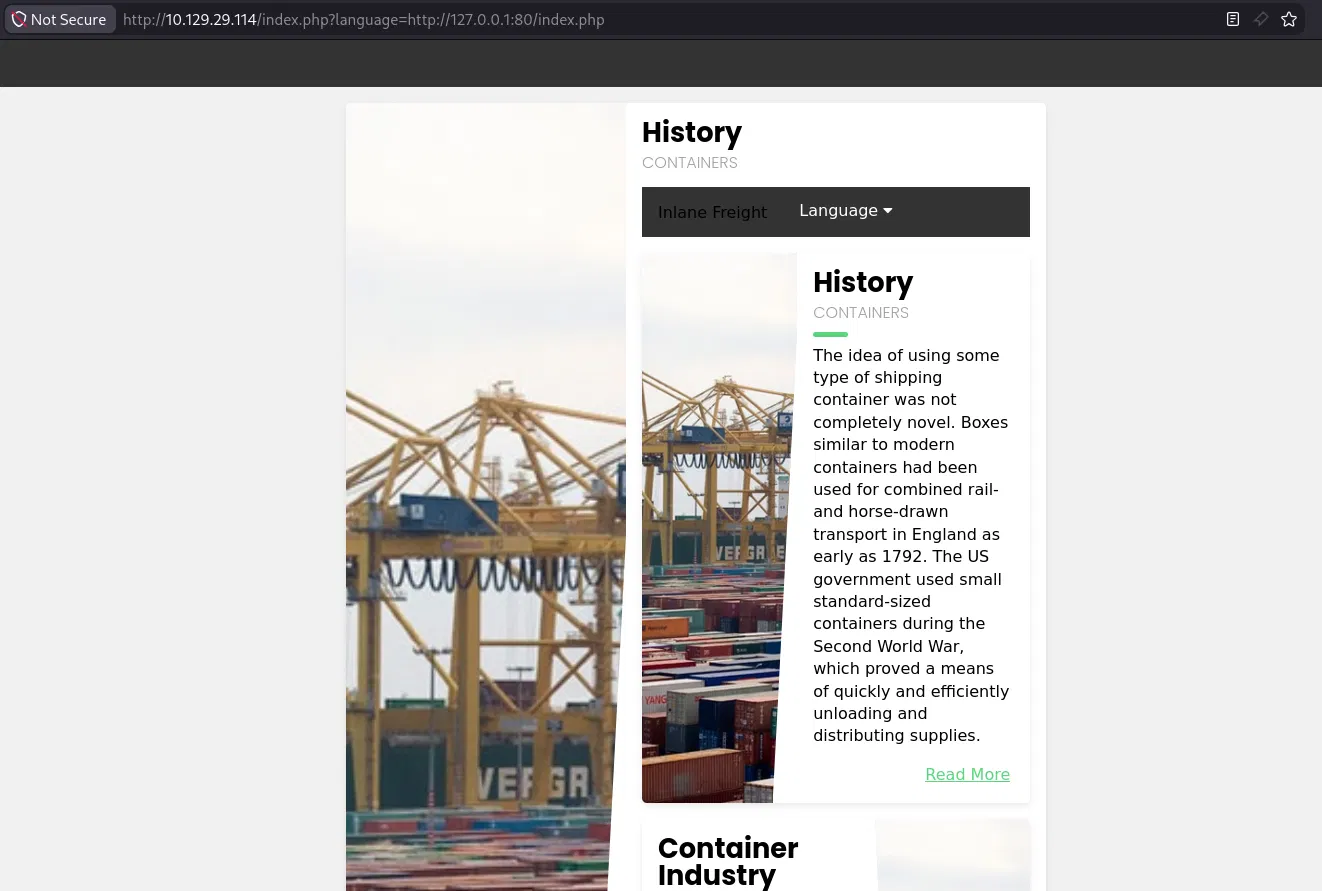 Not Secure http://10.129.29.114/index.php?language=http://127.0.0.1:80/index.php
History
CONTAINERS
Inlane Freight Language
History
CONTAINERS
The idea of using some
type of shipping
container was not
completely novel. Boxes
similar to modern
containers had been
used for combined rail-
and horse-drawn
transport in England as
early as 1792. The US
government used small
standard-sized
containers during the
Second World War,
which proved a means
of quickly and efficiently
unloading and
distributing supplies.
Read More
Container
Industry
VERGR
VERGRE
YANG